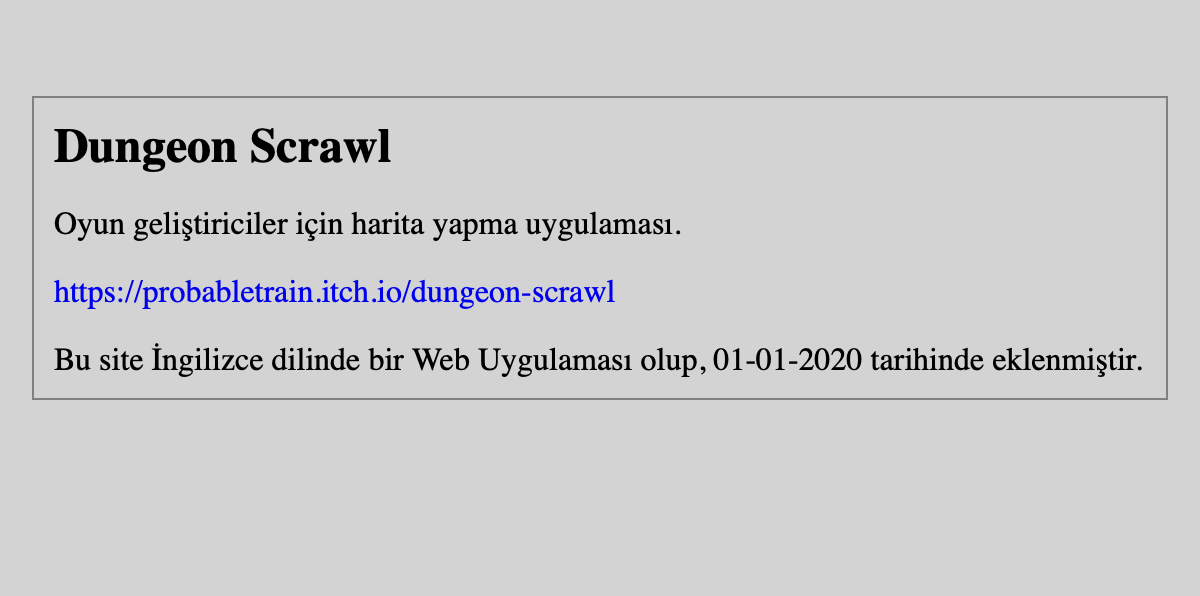 Dungeon Scrawl
Oyun geliştiriciler için harita yapma uygulaması.
https://probabletrain.itch.io/dungeon-scrawl
Bu site İngilizce dilinde bir Web Uygulaması olup, 01-01-2020 tarihinde eklenmiştir.